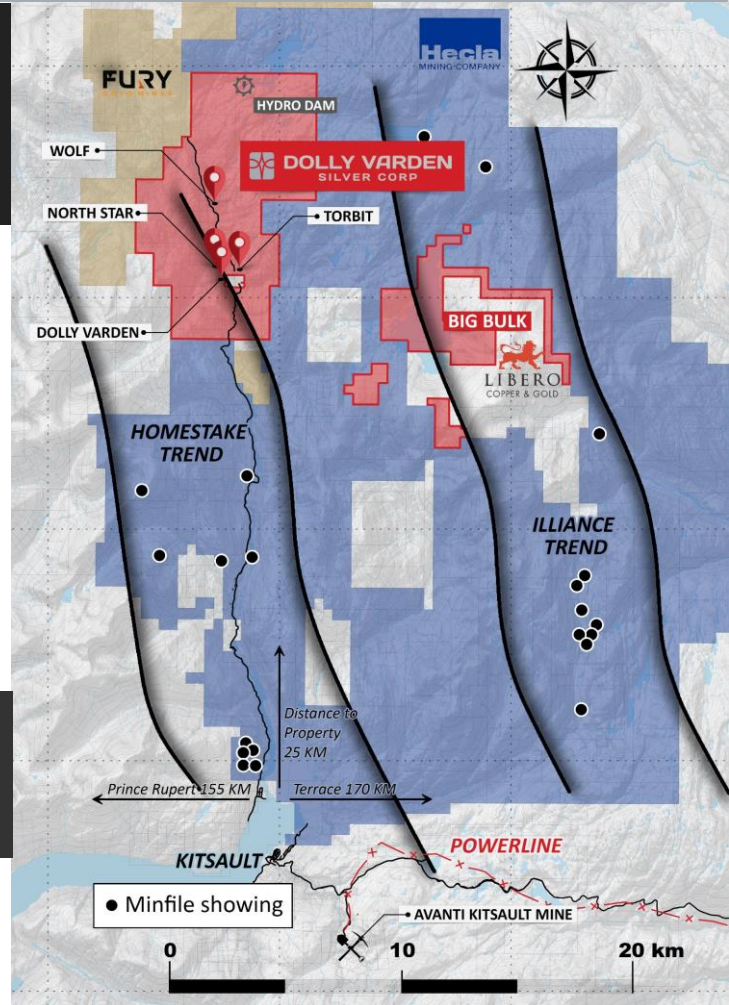 Hecla
MINING COMPANY
FURY
GOLD MINES
HYDRO DAM
WOLF
DOLLY VARDEN
SILVER CORP
NORTH STAR
TORBIT
DOLLY VARDEN
BIG BULK
LIBERO
COPPER & GOLD
HOMESTAKE
TREND
ILLIANCE
TREND
Distance to
Property
25 KM
Prince Rupert 155 KM
Terrace 170 KM
KITSAULT
POWERLINE
● Minfile showing
AVANTI KITSAULT MINE
0
10
20 km